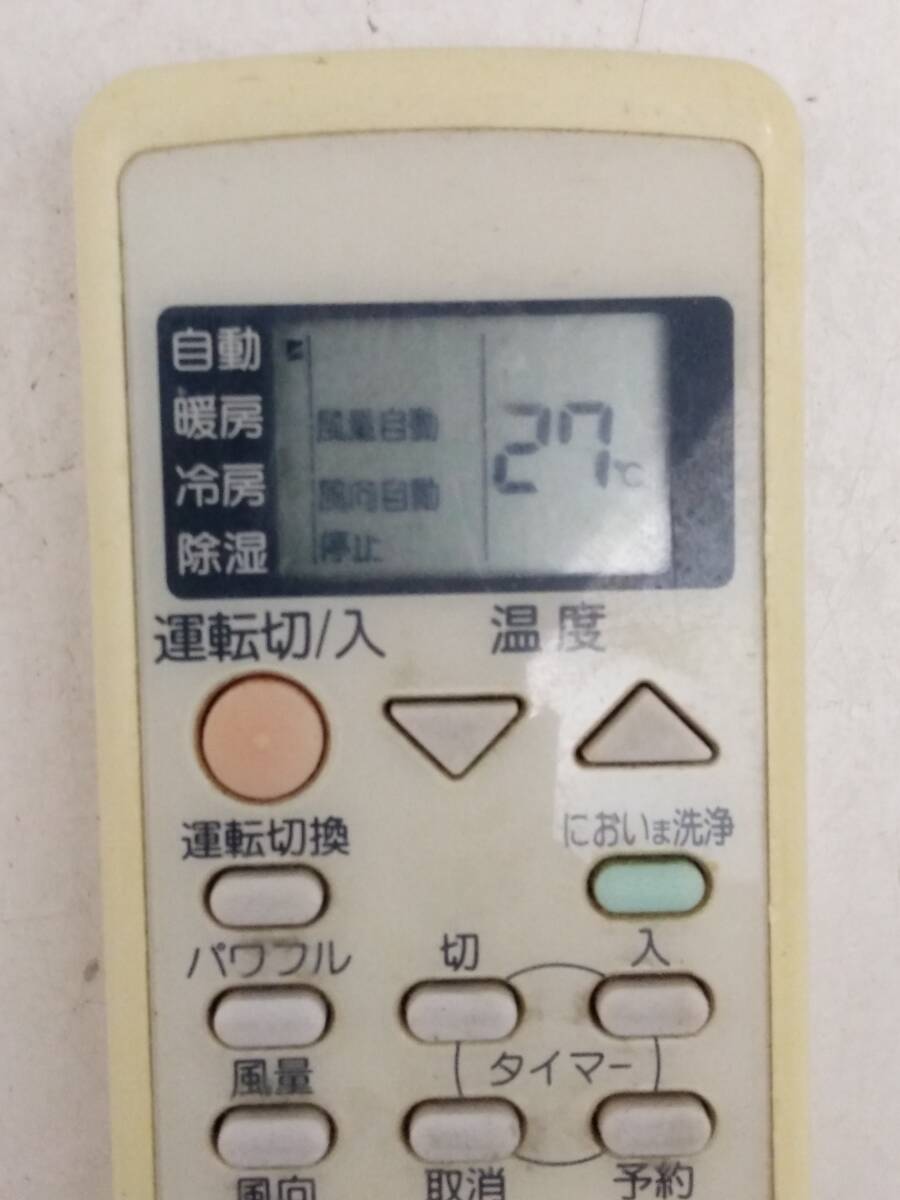 自動
暖房
冷房
除湿
風量自動
風向自動
停止
27℃
運転切/入
温度
運転切換
においま洗浄
パワフル
切
入
風量
タイマー
風向
取消
予約